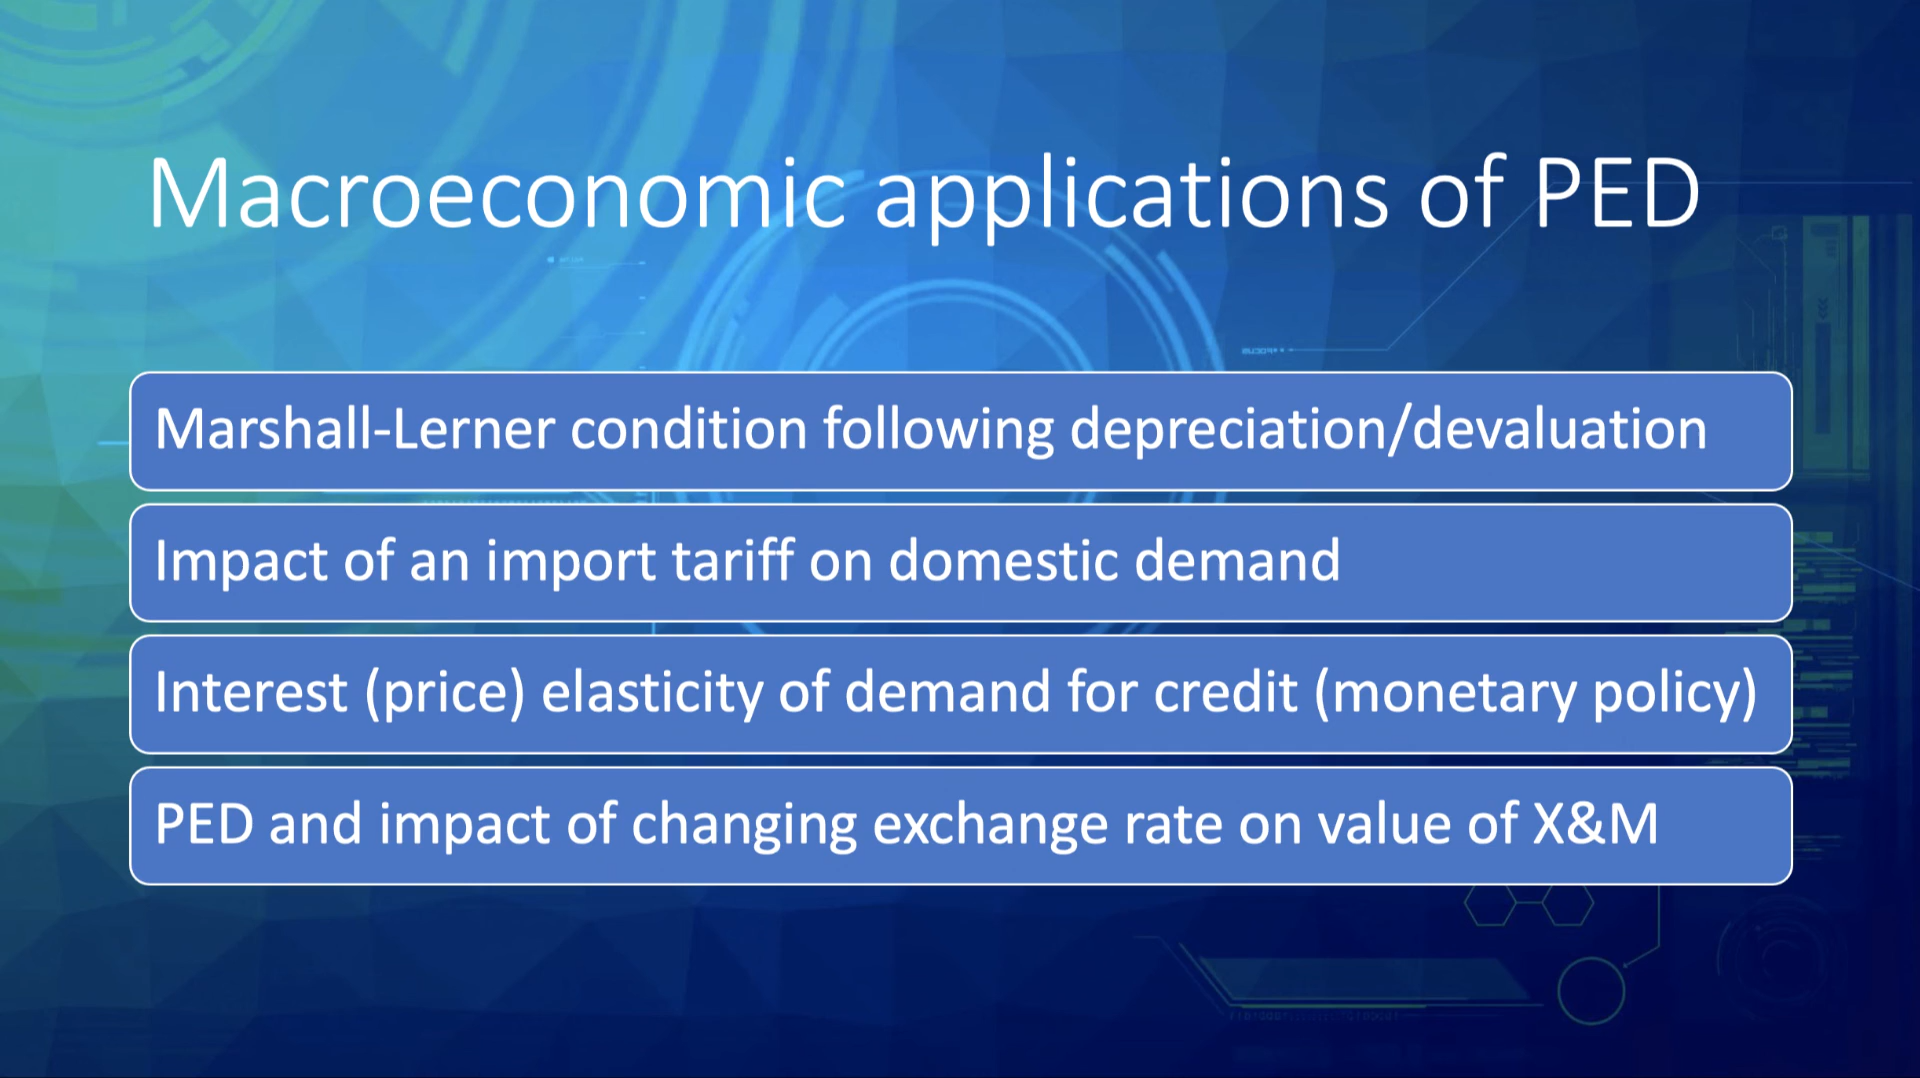 Macroeconomic applications of PED
Marshall-Lerner condition following depreciation/devaluation
Impact of an import tariff on domestic demand
Interest (price) elasticity of demand for credit (monetary policy)
PED and impact of changing exchange rate on value of X&M